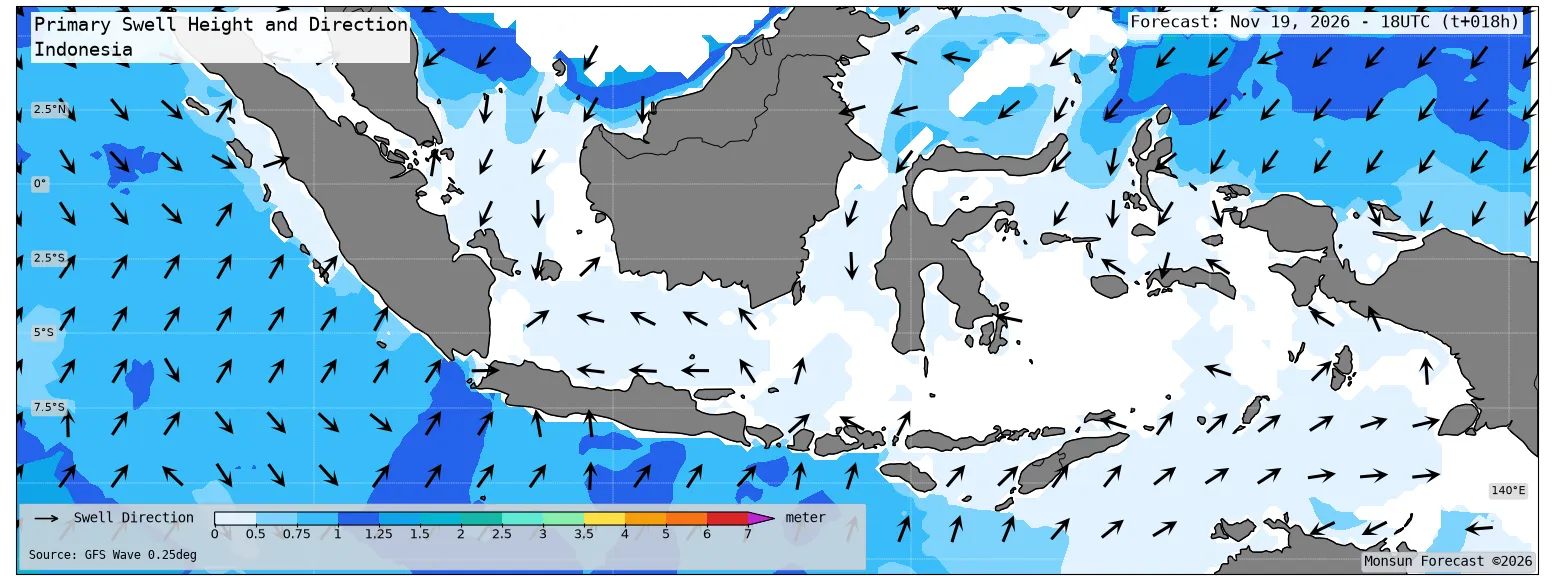 Primary Swell Height and Direction
Indonesia
Forecast: Nov 19, 2026 - 18UTC (t+018h)
2.5°N
0°
2.5°S
5°S
7.5°S
140°E
Swell Direction
0 0.5 0.75 1 1.25 1.5 2 2.5 3 3.5 4 5 6 7
meter
Source: GFS Wave 0.25deg
Monsun Forecast ©2026